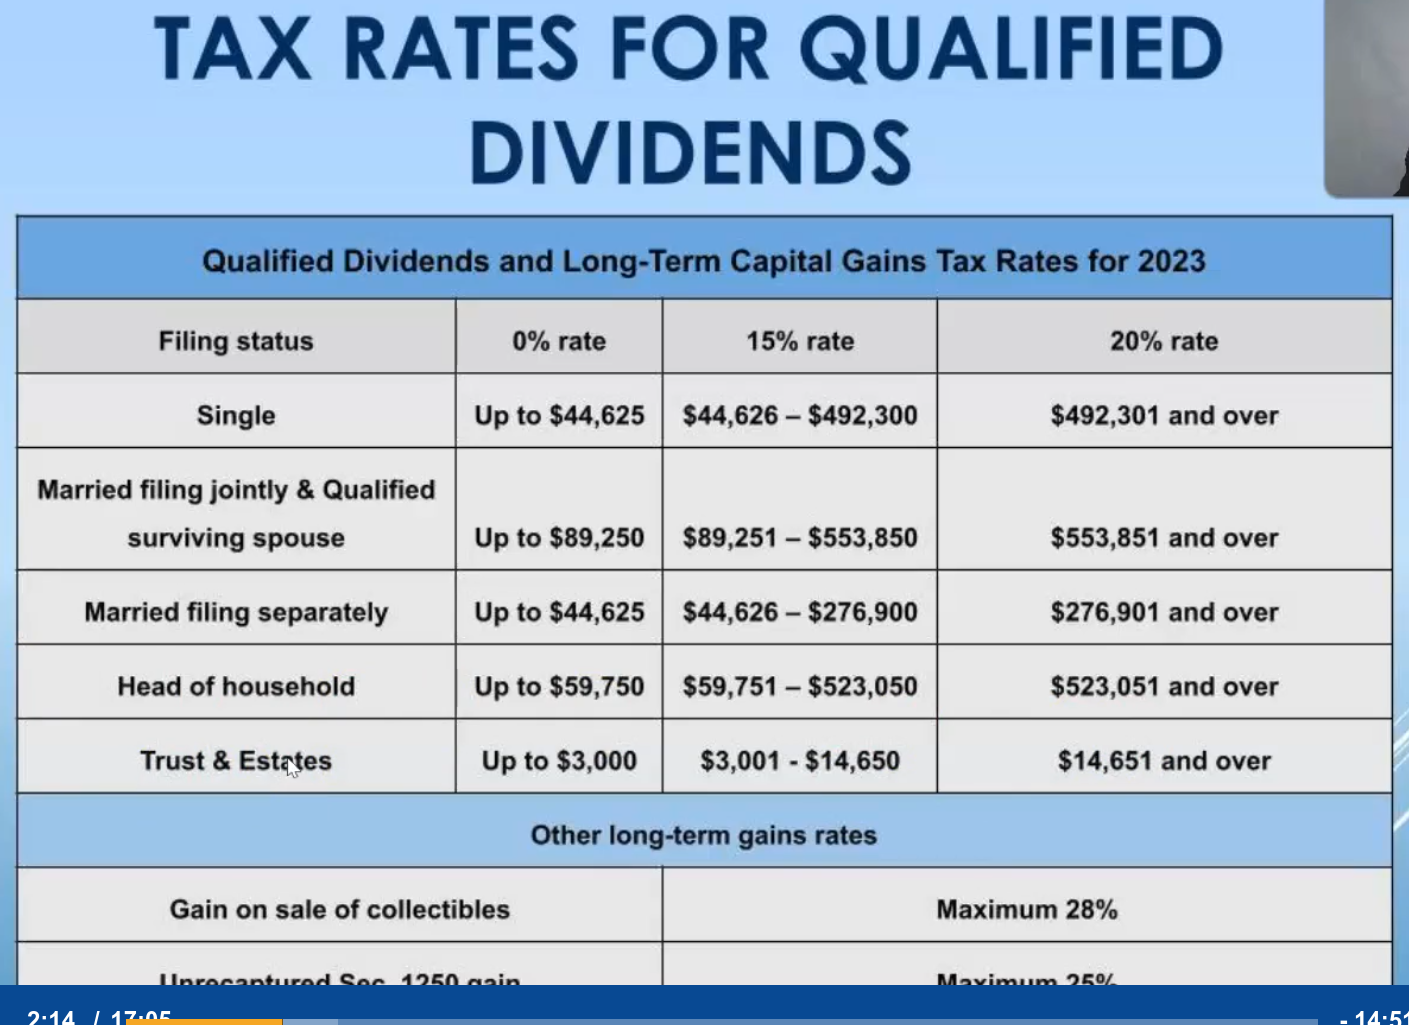 TAX RATES FOR QUALIFIED
DIVIDENDS
Qualified Dividends and Long-Term Capital Gains Tax Rates for 2023
Filing status 0% rate 15% rate 20% rate
Single Up to $44,625 $44,626 – $492,300 $492,301 and over
Married filing jointly & Qualified
surviving spouse Up to $89,250 $89,251 – $553,850 $553,851 and over
Married filing separately Up to $44,625 $44,626 – $276,900 $276,901 and over
Head of household Up to $59,750 $59,751 – $523,050 $523,051 and over
Trust & Estates Up to $3,000 $3,001 - $14,650 $14,651 and over
Other long-term gains rates
Gain on sale of collectibles Maximum 28%
Unrecaptured Sec. 1250 gain Maximum 25%
2:14 / 17:05 - 14:51